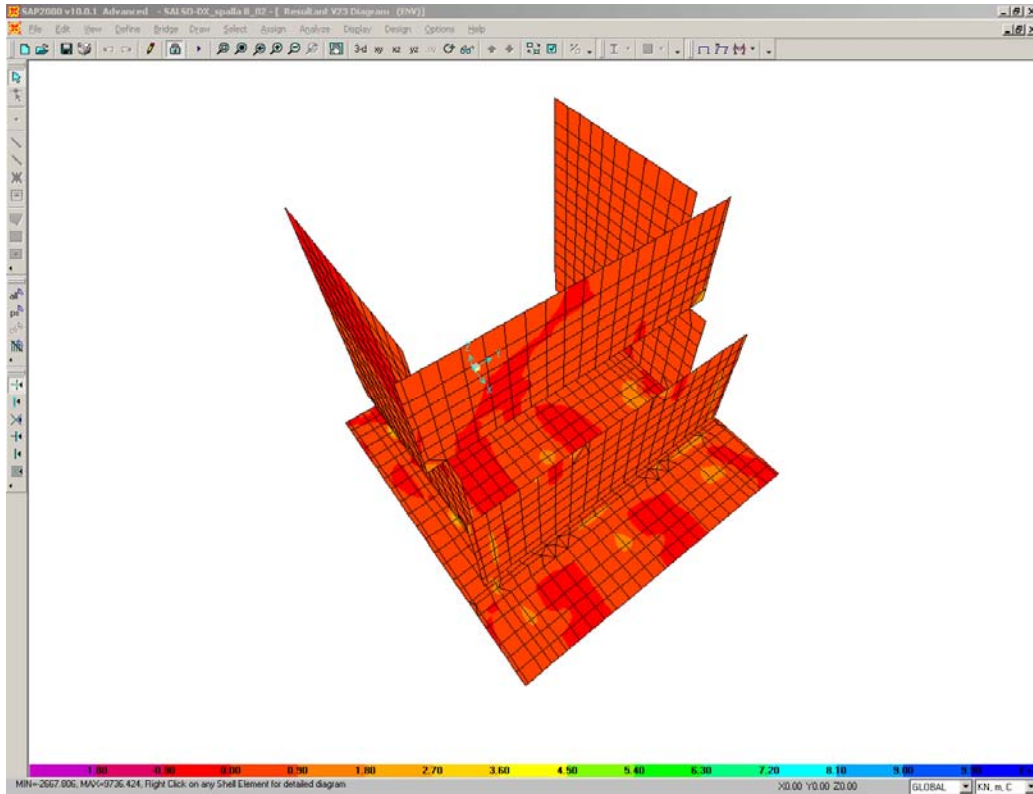 SAP2000 v10.0.1 Advanced - SALSO-DX_spalla B_02 - [ Resultant V23 Diagram (ENV)]
File Edit View Define Bridge Draw Select Assign Analyze Display Design Options Help
3-d xy xz yz nv
all
ps
-1.80 -0.90 0.00 0.90 1.80 2.70 3.60 4.50 5.40 6.30 7.20 8.10 9.00
MIN=-2667.806, MAX=9736.424, Right Click on any Shell Element for detailed diagram X0.00 Y0.00 Z0.00 GLOBAL KN, m, C